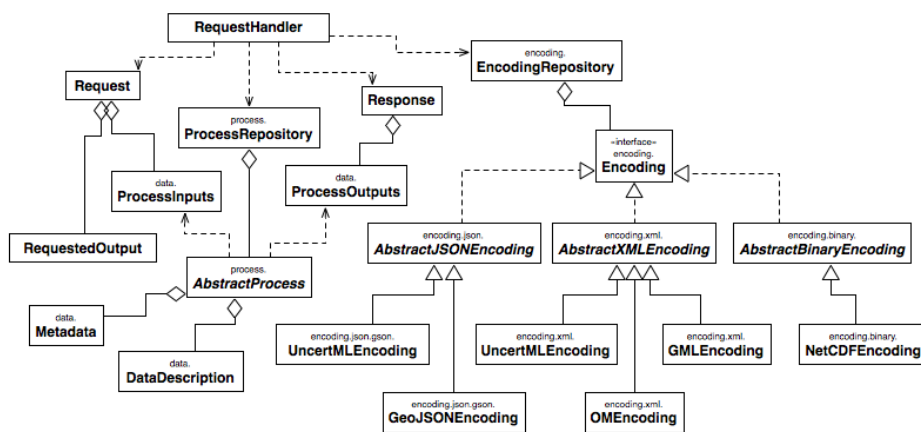 RequestHandler
encoding.
EncodingRepository
Request
Response
process.
ProcessRepository
«interface»
encoding.
Encoding
data.
ProcessInputs
data.
ProcessOutputs
RequestedOutput
encoding.json.
AbstractJSONEncoding
encoding.xml.
AbstractXMLEncoding
encoding.binary.
AbstractBinaryEncoding
process.
AbstractProcess
data.
Metadata
encoding.json.gson.
UncertMLEncoding
encoding.xml.
UncertMLEncoding
encoding.xml.
GMLEncoding
encoding.binary.
NetCDFEncoding
data.
DataDescription
encoding.json.gson.
GeoJSONEncoding
encoding.xml.
OMEncoding